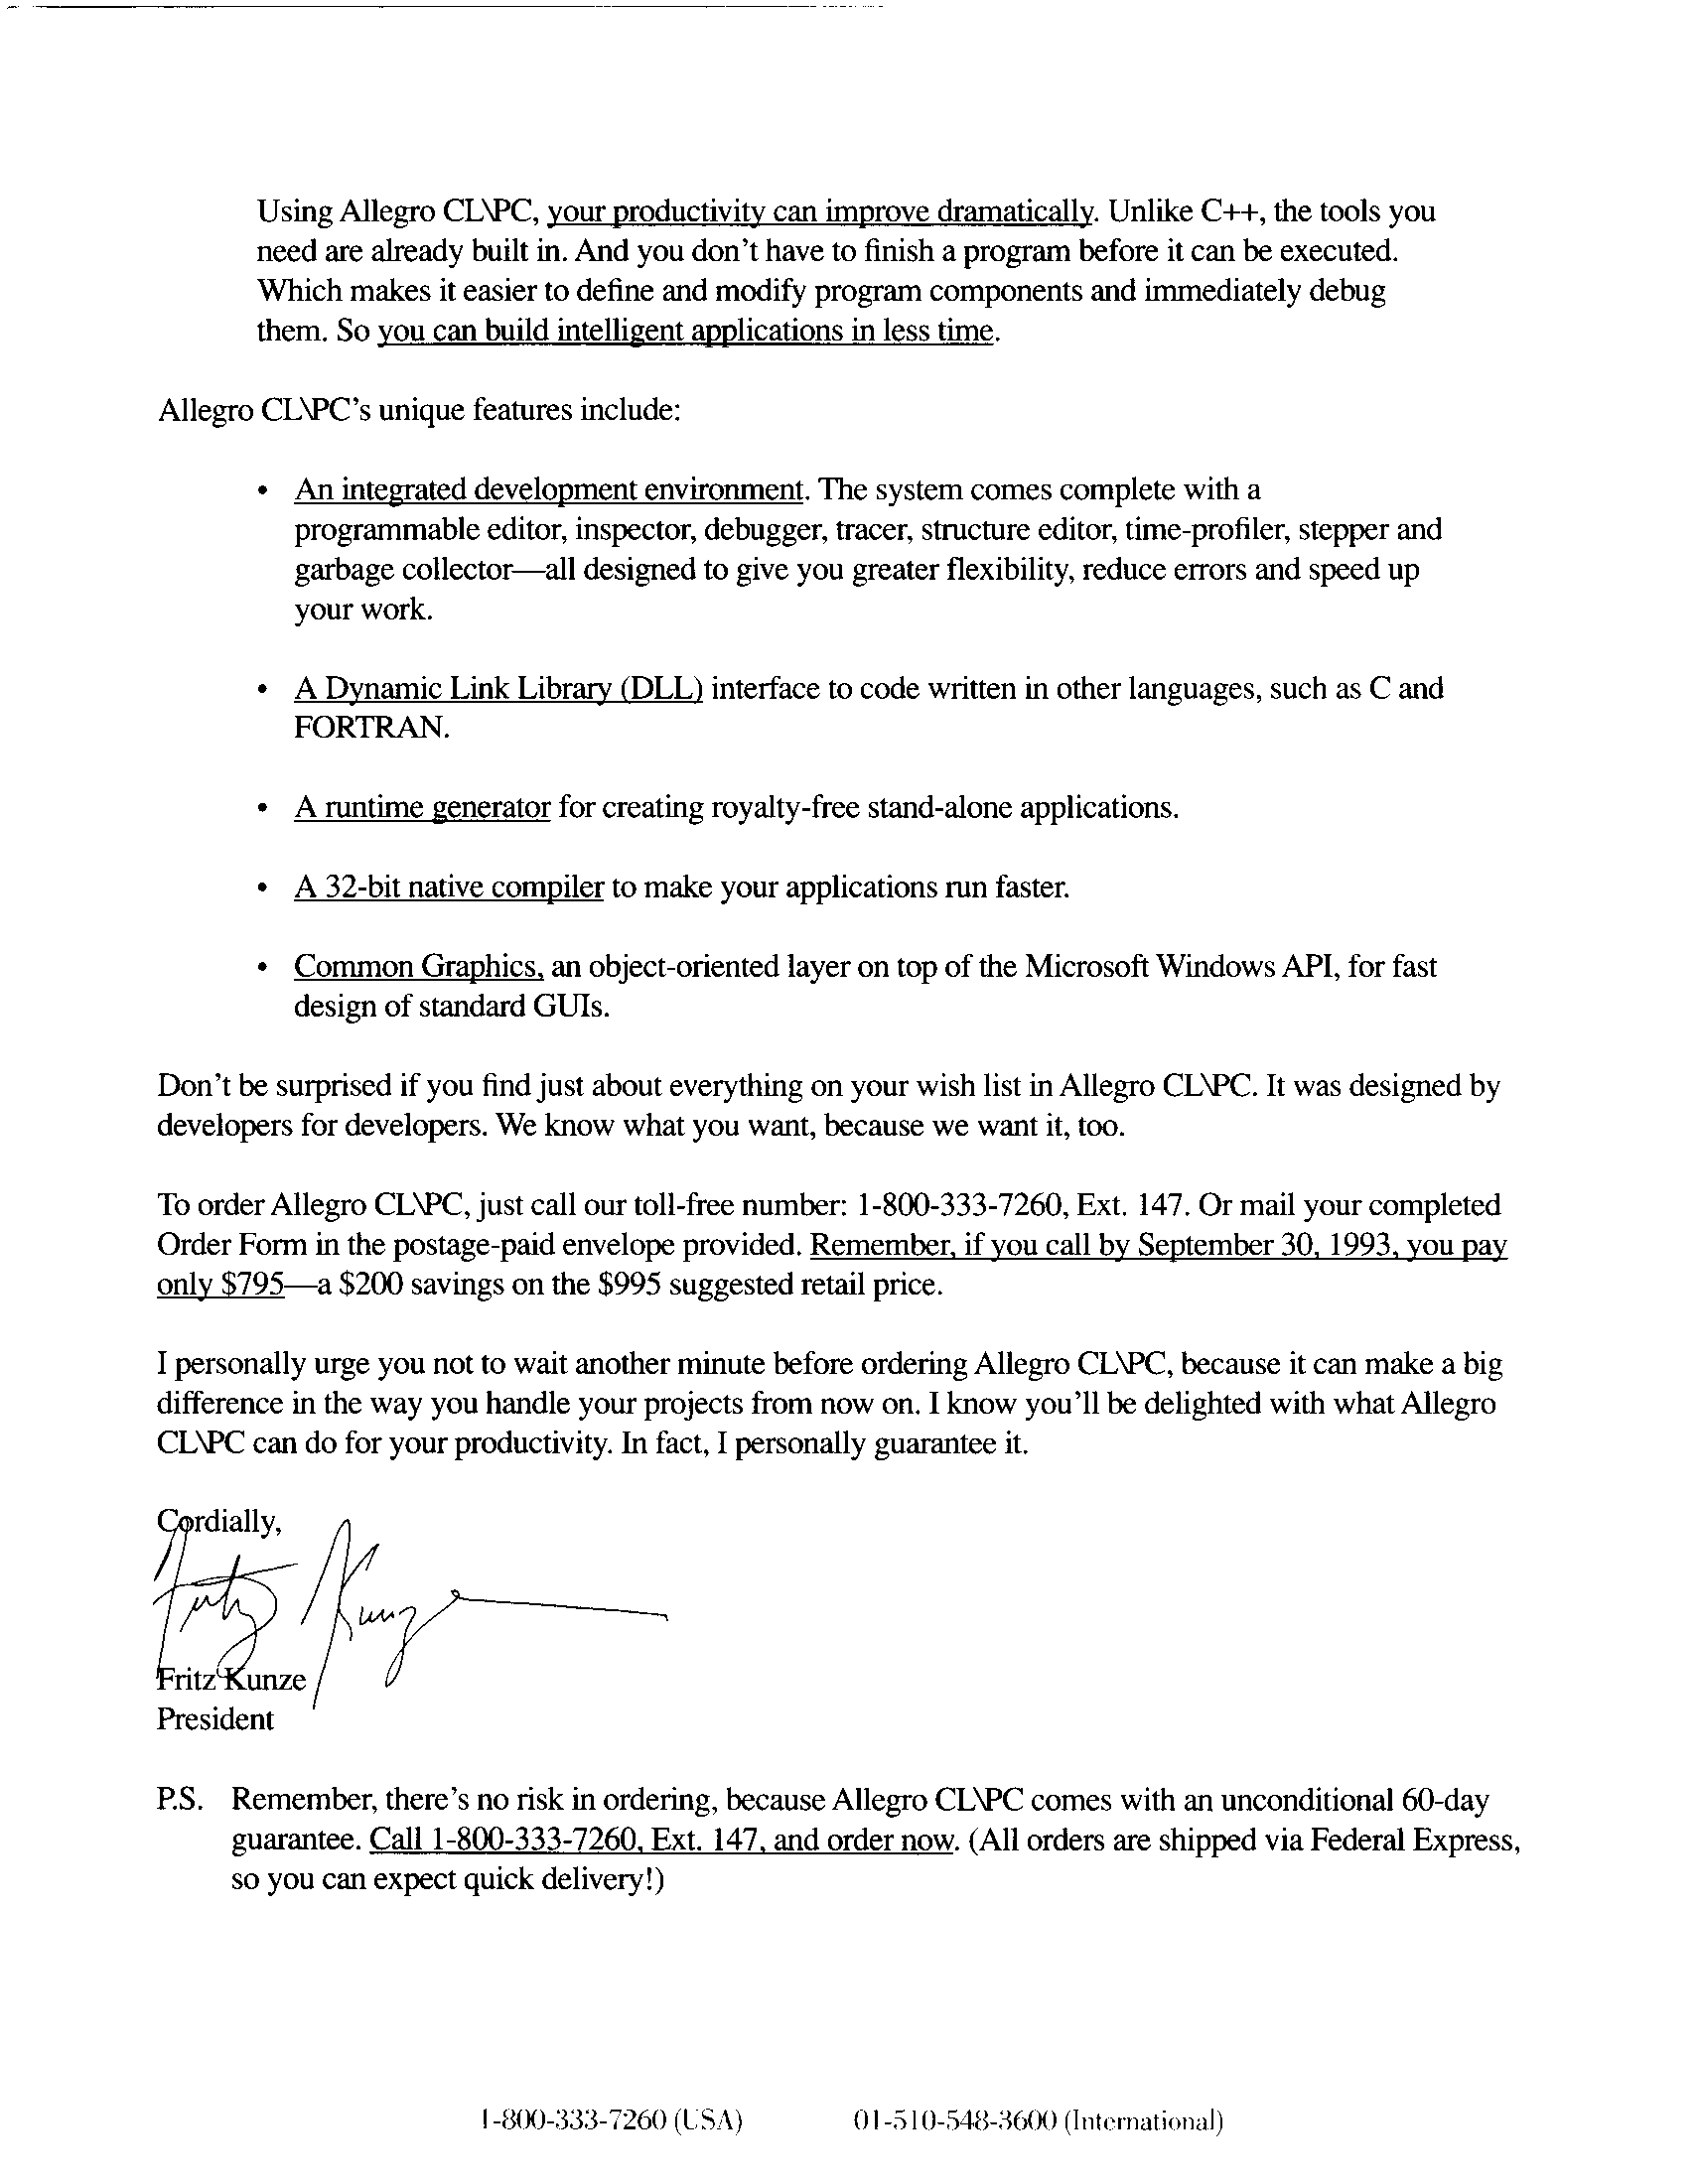 Using Allegro CL\PC, your productivity can improve dramatically. Unlike C++, the tools you
need are already built in. And you don't have to finish a program before it can be executed.
Which makes it easier to define and modify program components and immediately debug
them. So you can build intelligent applications in less time.
Allegro CL\PC's unique features include:
• An integrated development environment. The system comes complete with a
programmable editor, inspector, debugger, tracer, structure editor, time-profiler, stepper and
garbage collector—all designed to give you greater flexibility, reduce errors and speed up
your work.
• A Dynamic Link Library (DLL) interface to code written in other languages, such as C and
FORTRAN.
• A runtime generator for creating royalty-free stand-alone applications.
• A 32-bit native compiler to make your applications run faster.
• Common Graphics, an object-oriented layer on top of the Microsoft Windows API, for fast
design of standard GUIs.
Don't be surprised if you find just about everything on your wish list in Allegro CL\PC. It was designed by
developers for developers. We know what you want, because we want it, too.
To order Allegro CL\PC, just call our toll-free number: 1-800-333-7260, Ext. 147. Or mail your completed
Order Form in the postage-paid envelope provided. Remember, if you call by September 30, 1993, you pay
only $795—a $200 savings on the $995 suggested retail price.
I personally urge you not to wait another minute before ordering Allegro CL\PC, because it can make a big
difference in the way you handle your projects from now on. I know you'll be delighted with what Allegro
CL\PC can do for your productivity. In fact, I personally guarantee it.
Cordially,
Fritz Kunze
Fritz Kunze
President
P.S. Remember, there's no risk in ordering, because Allegro CL\PC comes with an unconditional 60-day
guarantee. Call 1-800-333-7260, Ext. 147, and order now. (All orders are shipped via Federal Express,
so you can expect quick delivery!)
1-800-333-7260 (USA) 01-510-548-3600 (International)